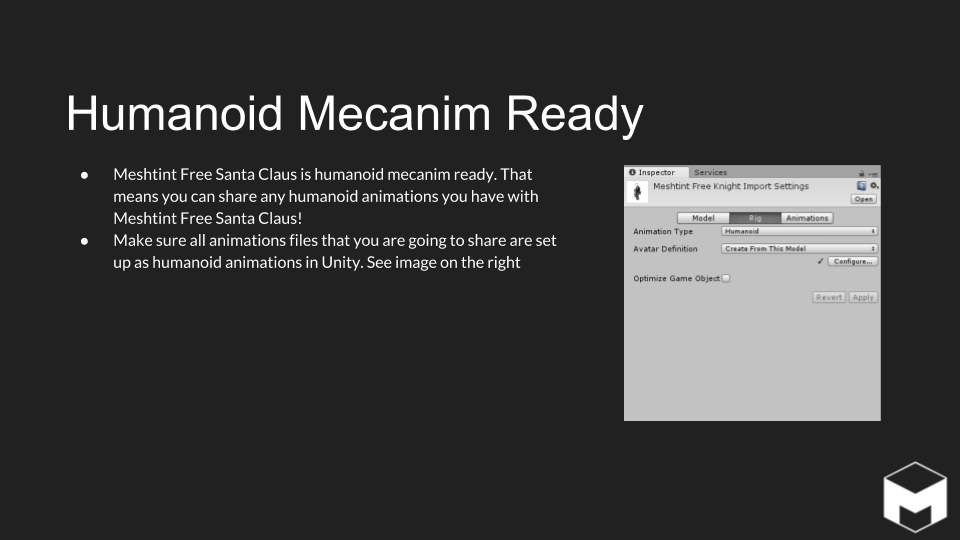 Humanoid Mecanim Ready
● Meshtint Free Santa Claus is humanoid mecanim ready. That
means you can share any humanoid animations you have with
Meshtint Free Santa Claus!
● Make sure all animations files that you are going to share are set
up as humanoid animations in Unity. See image on the right
Inspector Services
Meshtint Free Knight Import Settings
Open
Model Rig Animations
Animation Type Humanoid
Avatar Definition Create From This Model
✓ Configure...
Optimize Game Object
Revert Apply